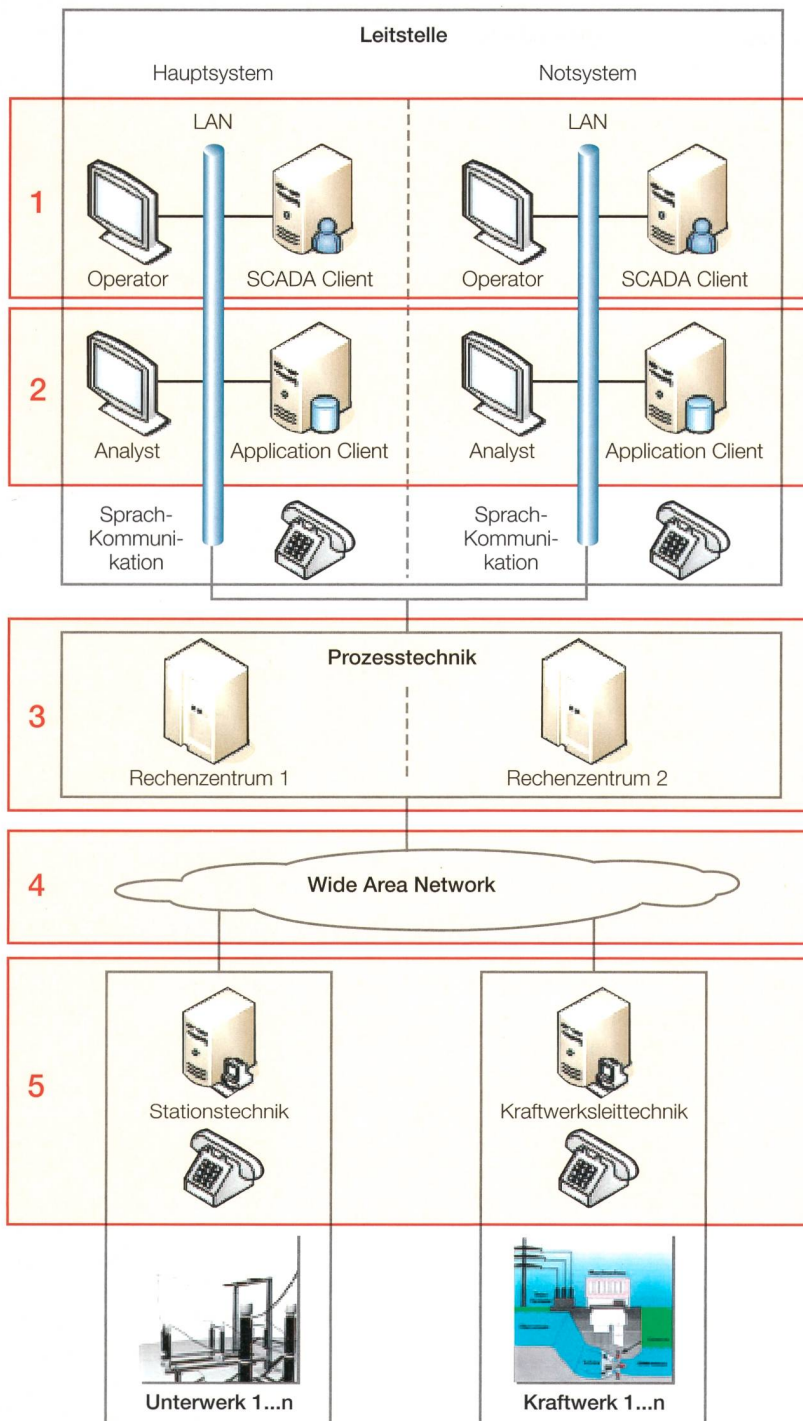 Leitstelle
Hauptsystem
Notsystem
LAN
LAN
1
Operator
SCADA Client
Operator
SCADA Client
2
Analyst
Application Client
Analyst
Application Client
Sprach-
Kommuni-
kation
Sprach-
Kommuni-
kation
Prozesstechnik
3
Rechenzentrum 1
Rechenzentrum 2
4
Wide Area Network
5
Stationstechnik
Kraftwerksleittechnik
Unterwerk 1...n
Kraftwerk 1...n